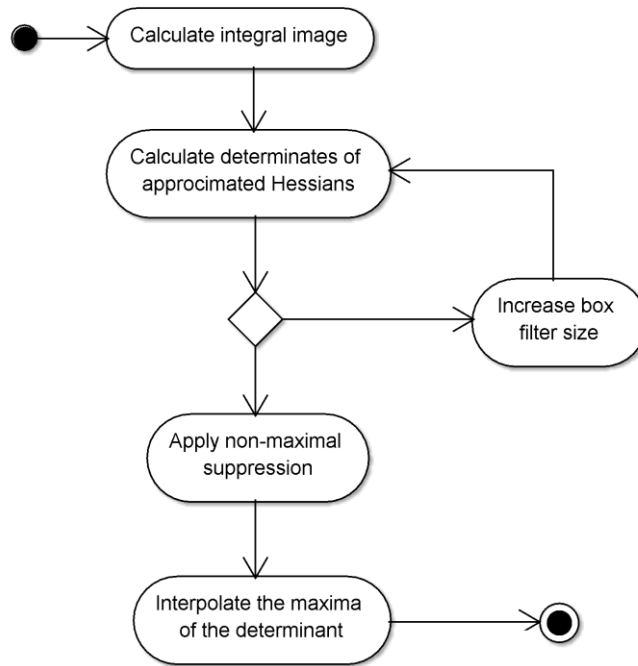 Calculate integral image
Calculate determinates of
approcimated Hessians
Increase box
filter size
Apply non-maximal
suppression
Interpolate the maxima
of the determinant